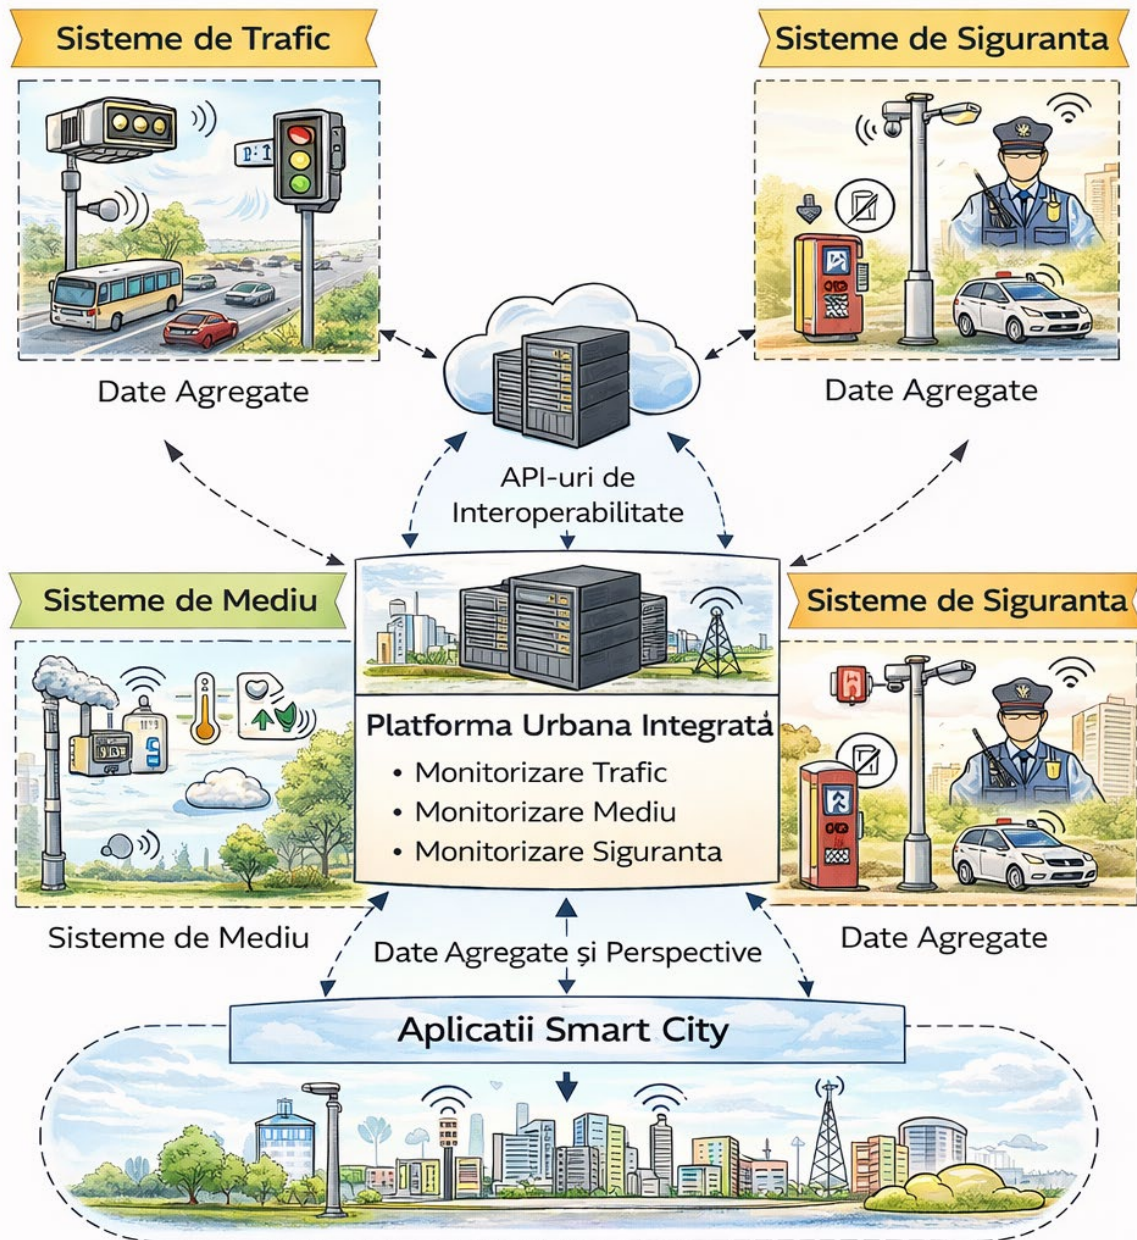 Sisteme de Trafic
Sisteme de Siguranta
Date Agregate
Date Agregate
API-uri de
Interoperabilitate
Sisteme de Mediu
Sisteme de Siguranta
Platforma Urbana Integrată
• Monitorizare Trafic
• Monitorizare Mediu
• Monitorizare Siguranta
Sisteme de Mediu
Date Agregate
Date Agregate și Perspective
Aplicatii Smart City